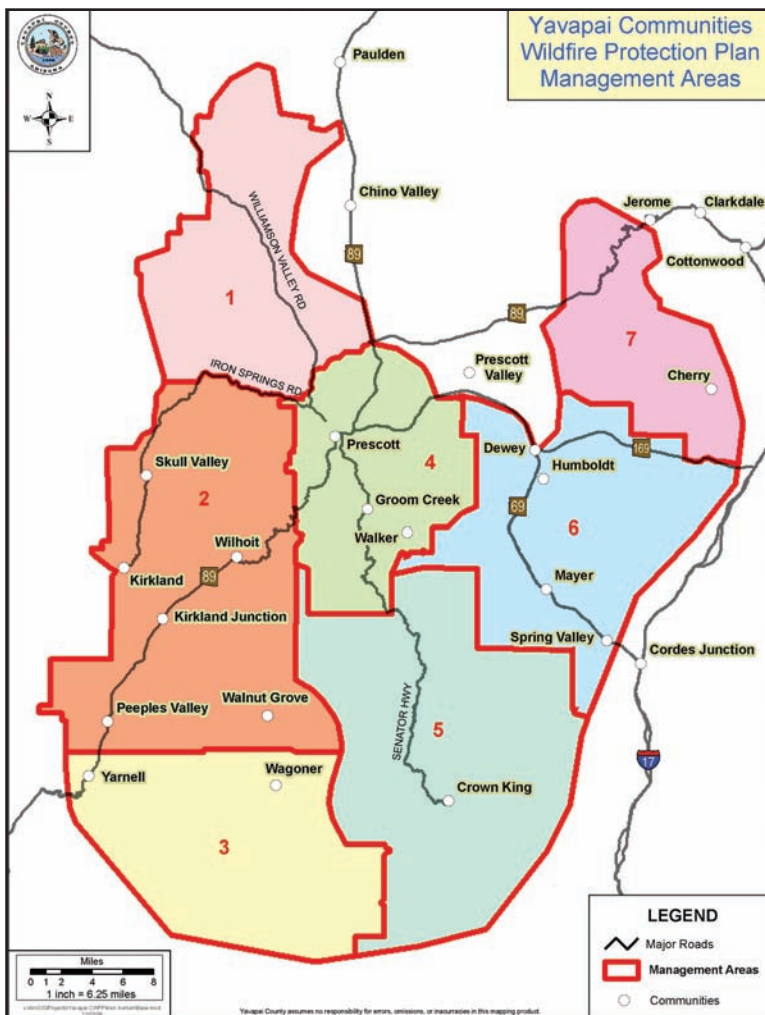 Yavapai Communities
Wildfire Protection Plan
Management Areas
N
W E
S
Paulden
Chino Valley
WILLIAMSON VALLEY RD
89
Jerome
Clarkdale
Cottonwood
1
89
7
Prescott
Valley
Cherry
IRON SPRINGS RD
Prescott
4
Dewey
169
Humboldt
Skull Valley
2
Groom Creek
69
6
Walker
Wilhoit
Kirkland
89
Mayer
Kirkland Junction
Spring Valley
Cordes Junction
Walnut Grove
Peeples Valley
SENATOR HWY
5
17
Yarnell
Wagoner
Crown King
3
LEGEND
Major Roads
Management Areas
Communities
Miles
0 1 2 4 6 8
1 inch = 6.25 miles
Yavapai County assumes no responsibility for errors, omissions, or inaccuracies in this mapping product.